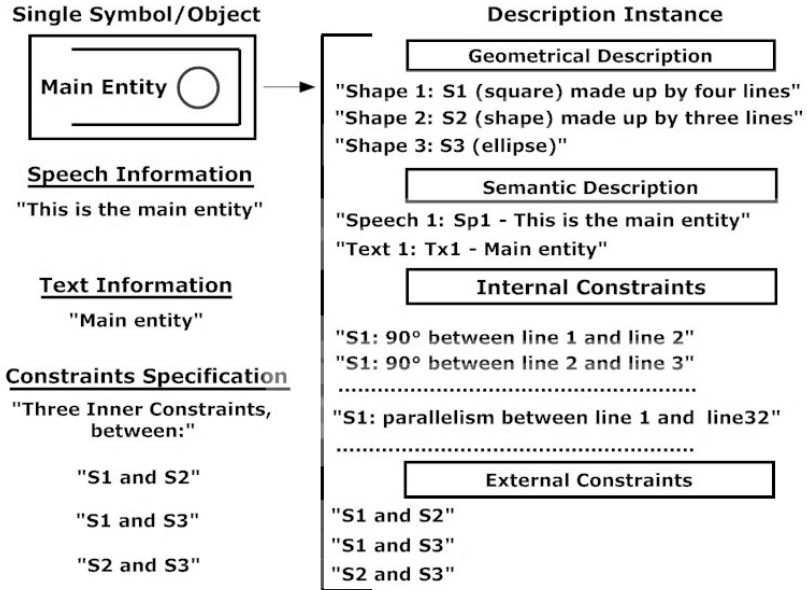 Single Symbol/Object
Main Entity
Speech Information
"This is the main entity"
Text Information
"Main entity"
Constraints Specification
"Three Inner Constraints,
between:"
"S1 and S2"
"S1 and S3"
"S2 and S3"
Description Instance
Geometrical Description
"Shape 1: S1 (square) made up by four lines"
"Shape 2: S2 (shape) made up by three lines"
"Shape 3: S3 (ellipse)"
Semantic Description
"Speech 1: Sp1 - This is the main entity"
"Text 1: Tx1 - Main entity"
Internal Constraints
"S1: 90° between line 1 and line 2"
"S1: 90° between line 2 and line 3"
......................................................
"S1: parallelism between line 1 and line32"
......................................................
External Constraints
"S1 and S2"
"S1 and S3"
"S2 and S3"